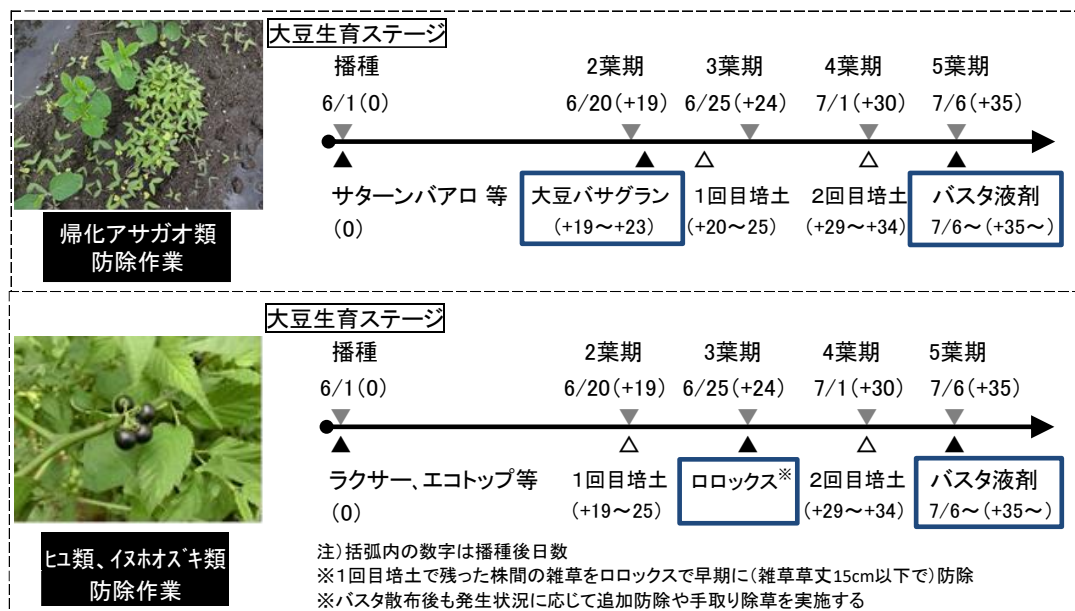 大豆生育ステージ
播種 2葉期 3葉期 4葉期 5葉期
6/1(0) 6/20(+19) 6/25(+24) 7/1(+30) 7/6(+35)
サターンバアロ 等 大豆バサグラン 1回目培土 2回目培土 バスタ液剤
(0) (+19～+23) (+20～25) (+29～+34) 7/6～(+35～)
帰化アサガオ類
防除作業
大豆生育ステージ
播種 2葉期 3葉期 4葉期 5葉期
6/1(0) 6/20(+19) 6/25(+24) 7/1(+30) 7/6(+35)
ラクサー、エコトップ等 1回目培土 ロロックス※ 2回目培土 バスタ液剤
(0) (+19～25) (+29～+34) 7/6～(+35～)
ヒユ類、イヌホオズキ類
防除作業
注)括弧内の数字は播種後日数
※1回目培土で残った株間の雑草をロロックスで早期に(雑草草丈15cm以下で)防除
※バスタ散布後も発生状況に応じて追加防除や手取り除草を実施する